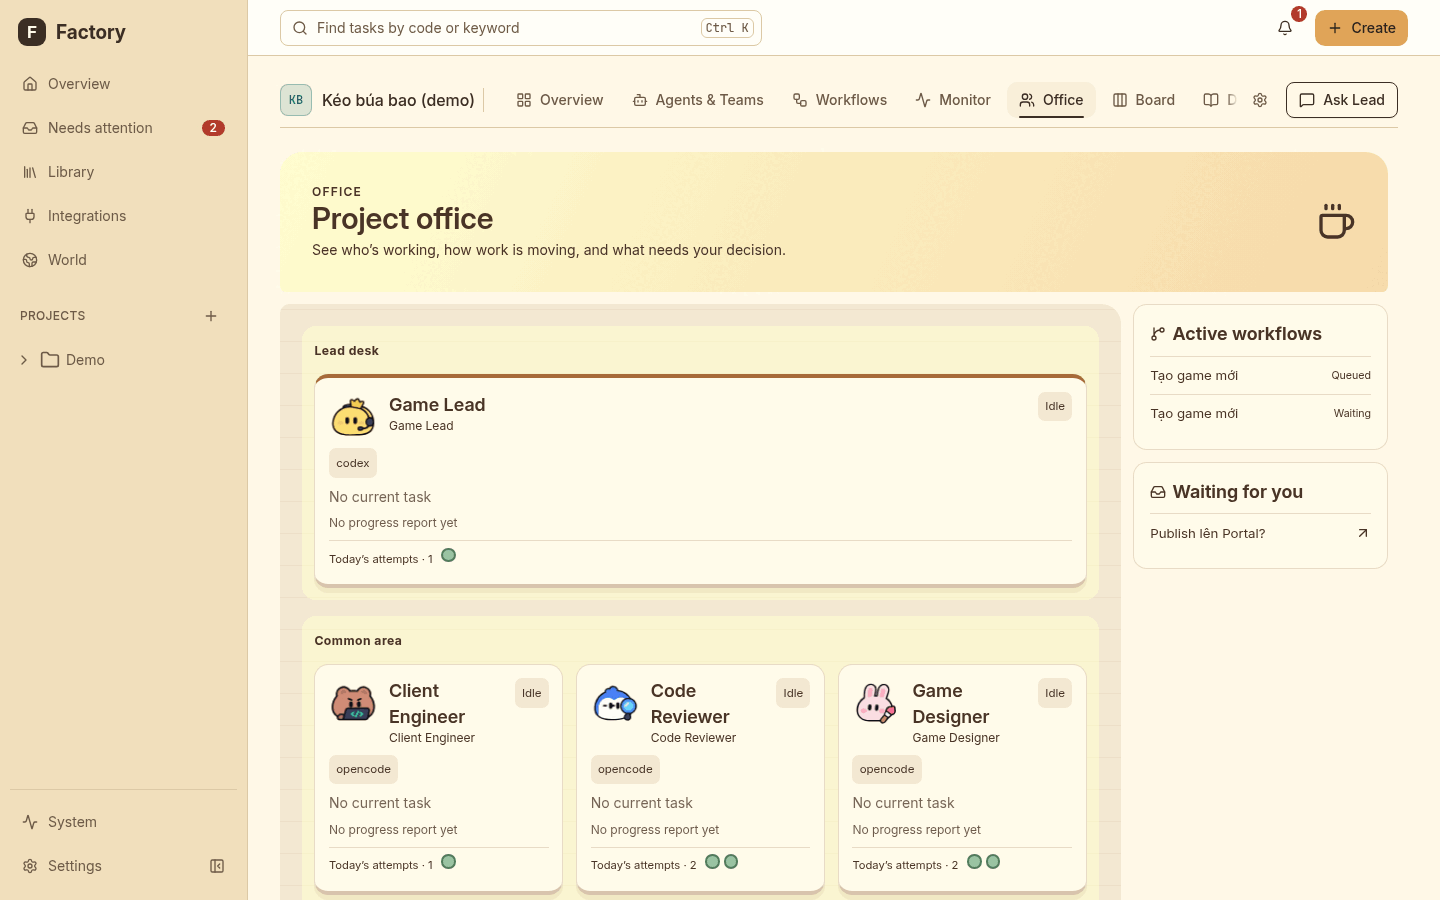 F Factory
Overview
Needs attention 2
Library
Integrations
World
PROJECTS
Demo
System
Settings
Find tasks by code or keyword Ctrl K
1
Create
KB Kéo búa bao (demo)
Overview
Agents & Teams
Workflows
Monitor
Office
Board
D
Ask Lead
OFFICE
Project office
See who’s working, how work is moving, and what needs your decision.
Lead desk
Game Lead
Game Lead
Idle
codex
No current task
No progress report yet
Today’s attempts · 1
Common area
Client
Engineer
Client Engineer
Idle
opencode
No current task
No progress report yet
Today’s attempts · 1
Code
Reviewer
Code Reviewer
Idle
opencode
No current task
No progress report yet
Today’s attempts · 2
Game
Designer
Game Designer
Idle
opencode
No current task
No progress report yet
Today’s attempts · 2
Active workflows
Tạo game mới Queued
Tạo game mới Waiting
Waiting for you
Publish lên Portal?